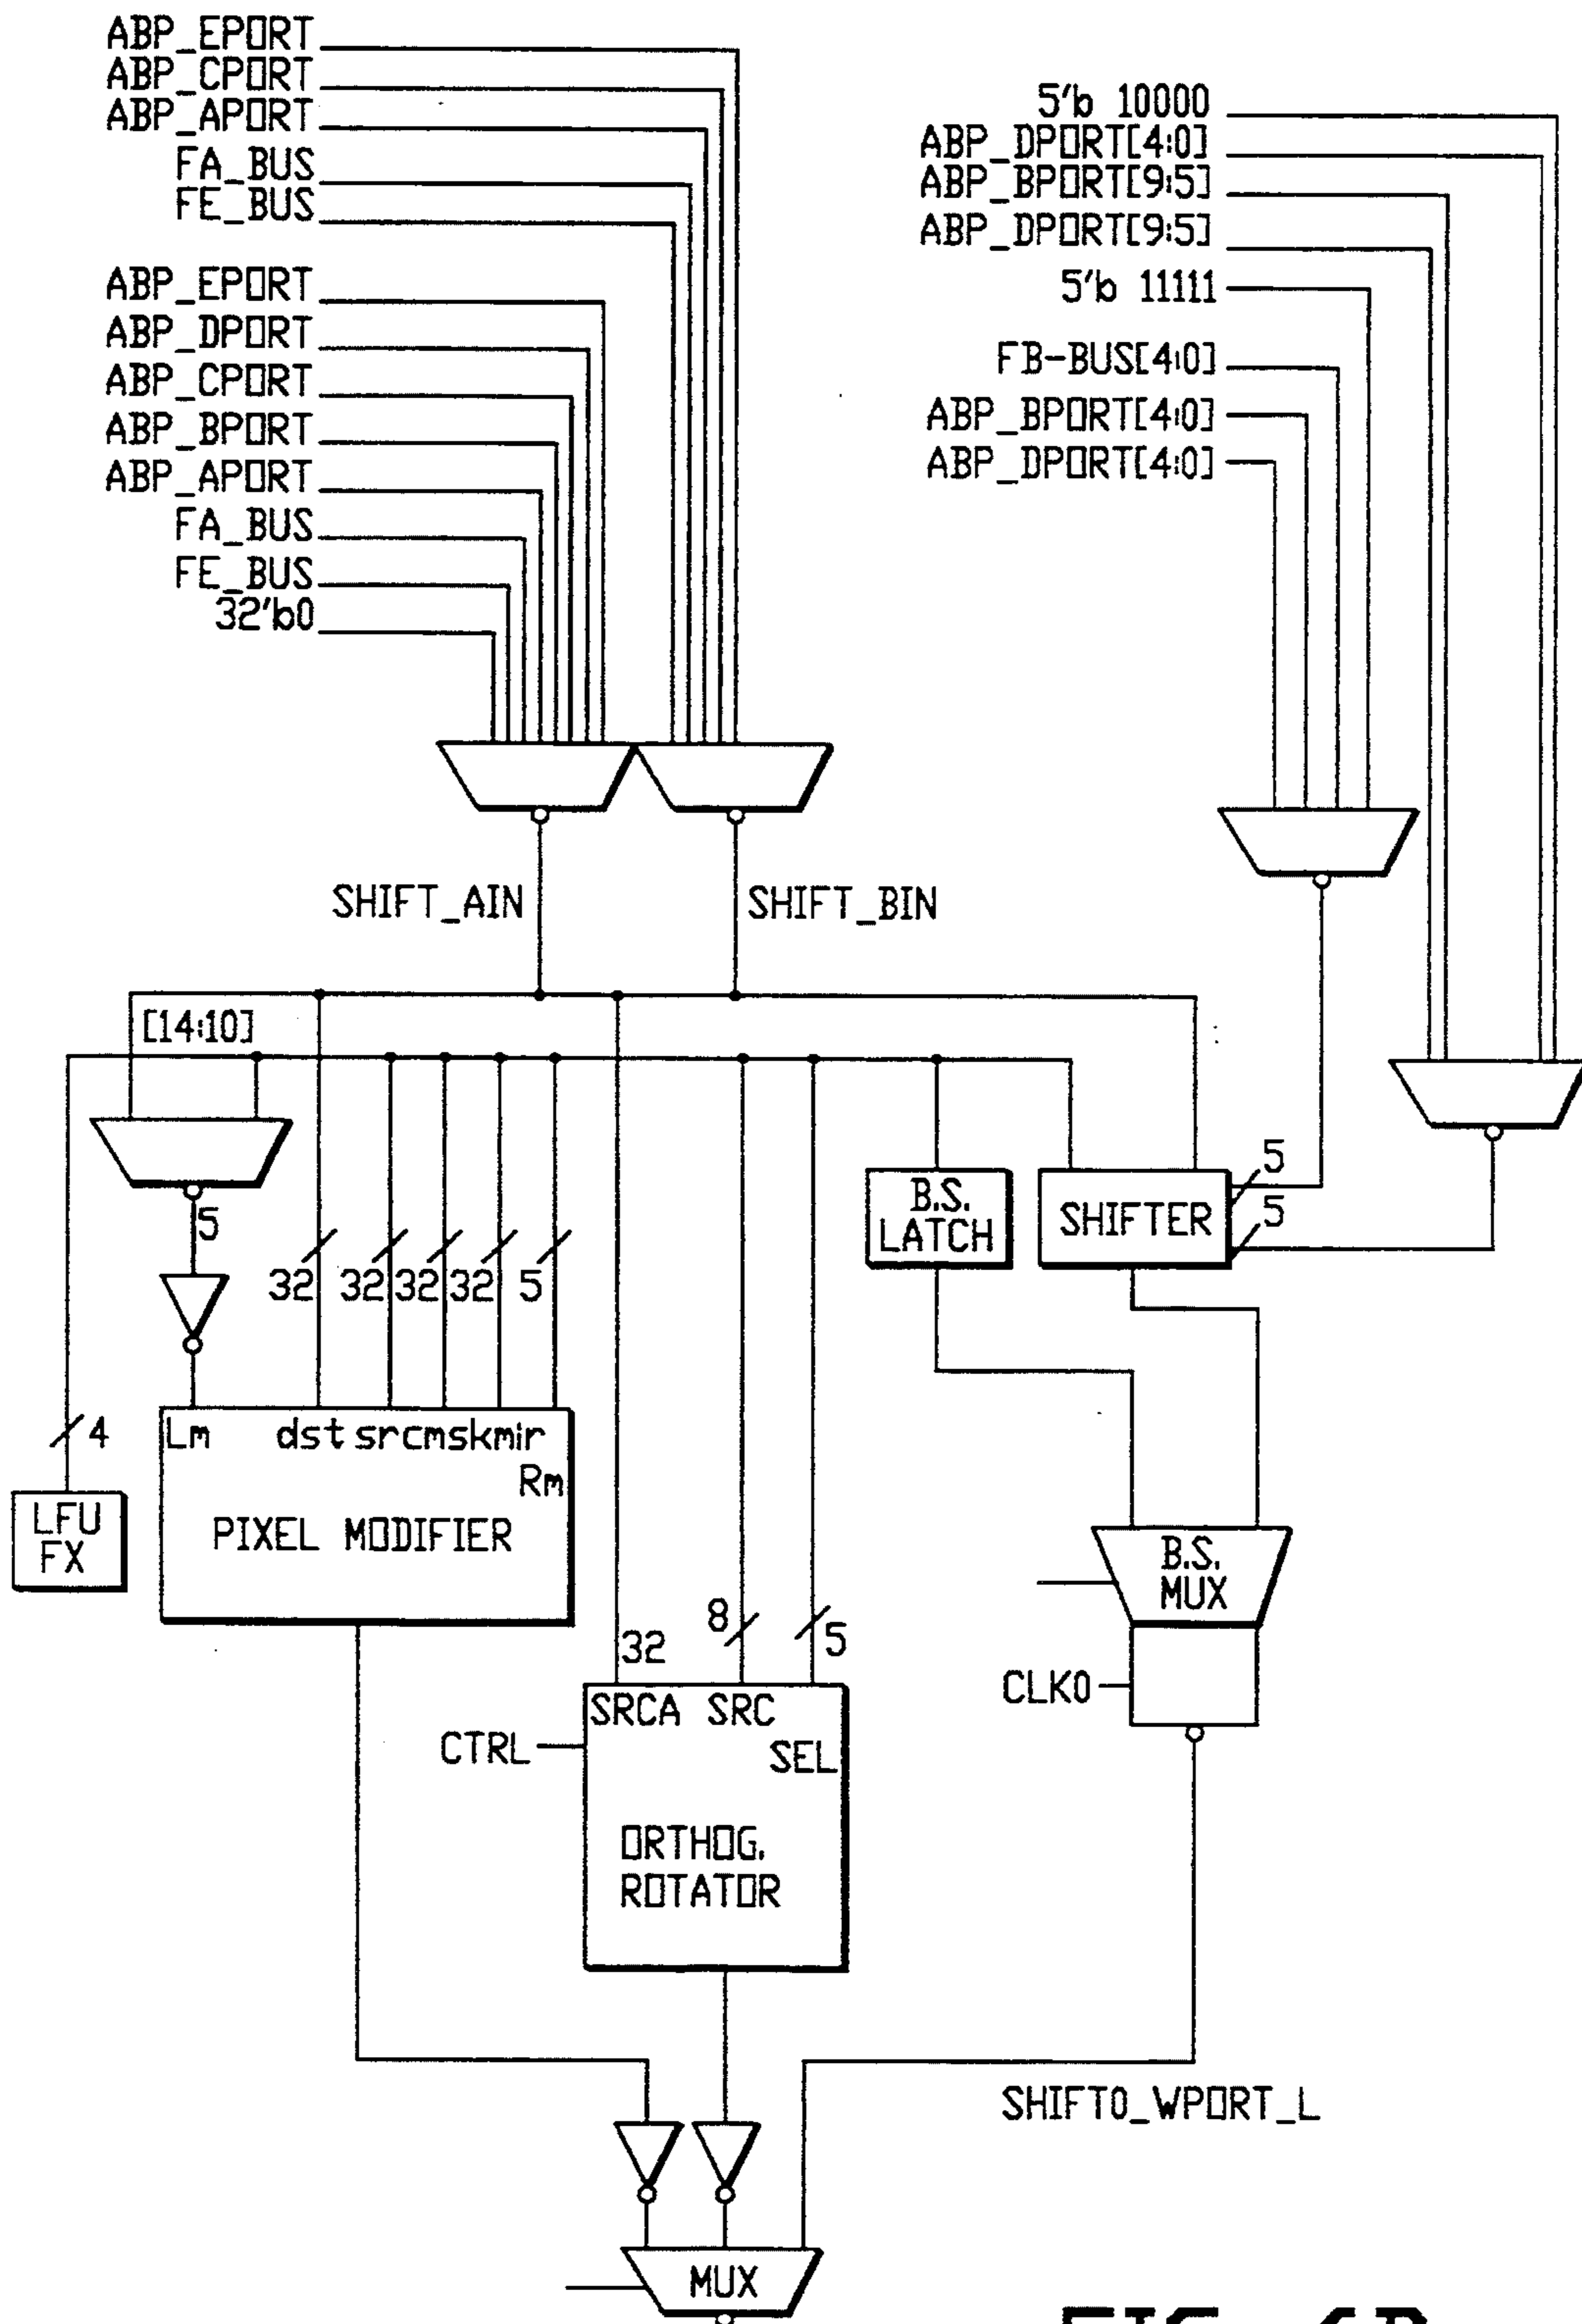 ABP_EPORT
ABP_CPORT
ABP_APORT
FA_BUS
FE_BUS
ABP_EPORT
ABP_DPORT
ABP_CPORT
ABP_BPORT
ABP_APORT
FA_BUS
FE_BUS
32'b0
5'b 10000
ABP_DPORT[4:0]
ABP_BPORT[9:5]
ABP_DPORT[9:5]
5'b 11111
FB-BUS[4:0]
ABP_BPORT[4:0]
ABP_DPORT[4:0]
SHIFT_AIN
SHIFT_BIN
[14:10]
5
32
32
32
32
5
B.S.
LATCH
SHIFTER
5
5
4
LFU
FX
Lm
dst src msk mir
Rm
PIXEL MODIFIER
32
8
5
SRCA SRC
SEL
CTRL
ORTHOG.
ROTATOR
B.S.
MUX
CLK0
SHIFT0_WPORT_L
MUX